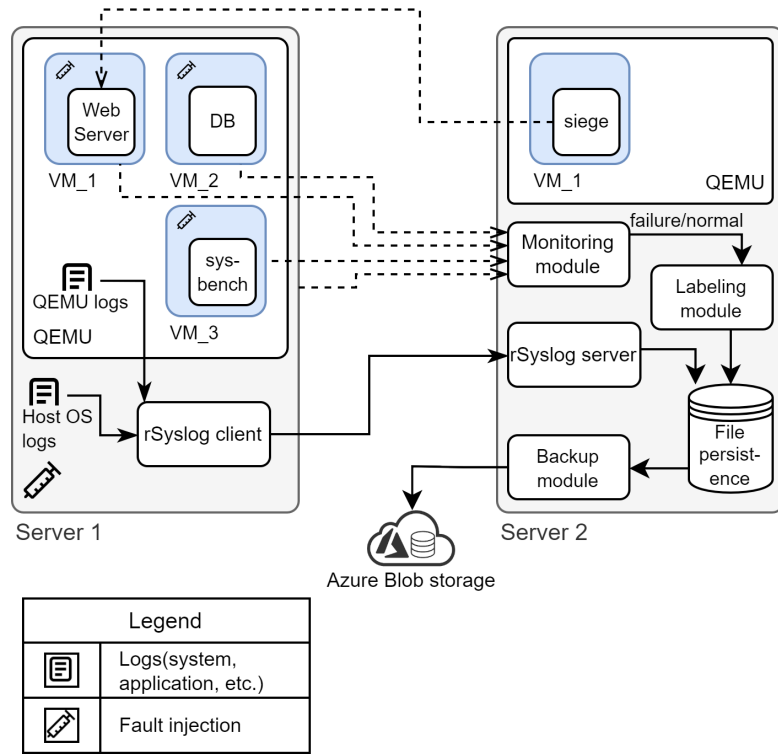 Web
Server
VM_1
DB
VM_2
sys-
bench
VM_3
QEMU logs
QEMU
Host OS
logs
rSyslog client
Server 1
siege
VM_1
QEMU
Monitoring
module
failure/normal
Labeling
module
rSyslog server
File
persist-
ence
Backup
module
Server 2
Azure Blob storage
Legend
Logs(system,
application, etc.)
Fault injection